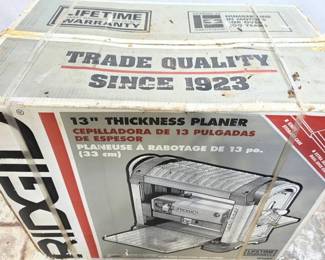 LIFETIME
WARRANTY
TRADE QUALITY
SINCE 1923
13" THICKNESS PLANER
CEPILLADORA DE 13 PULGADAS
DE ESPESOR
PLANEUSE À RABOTAGE DE 13 po.
(33 cm)
RIDGID
LIFETIME